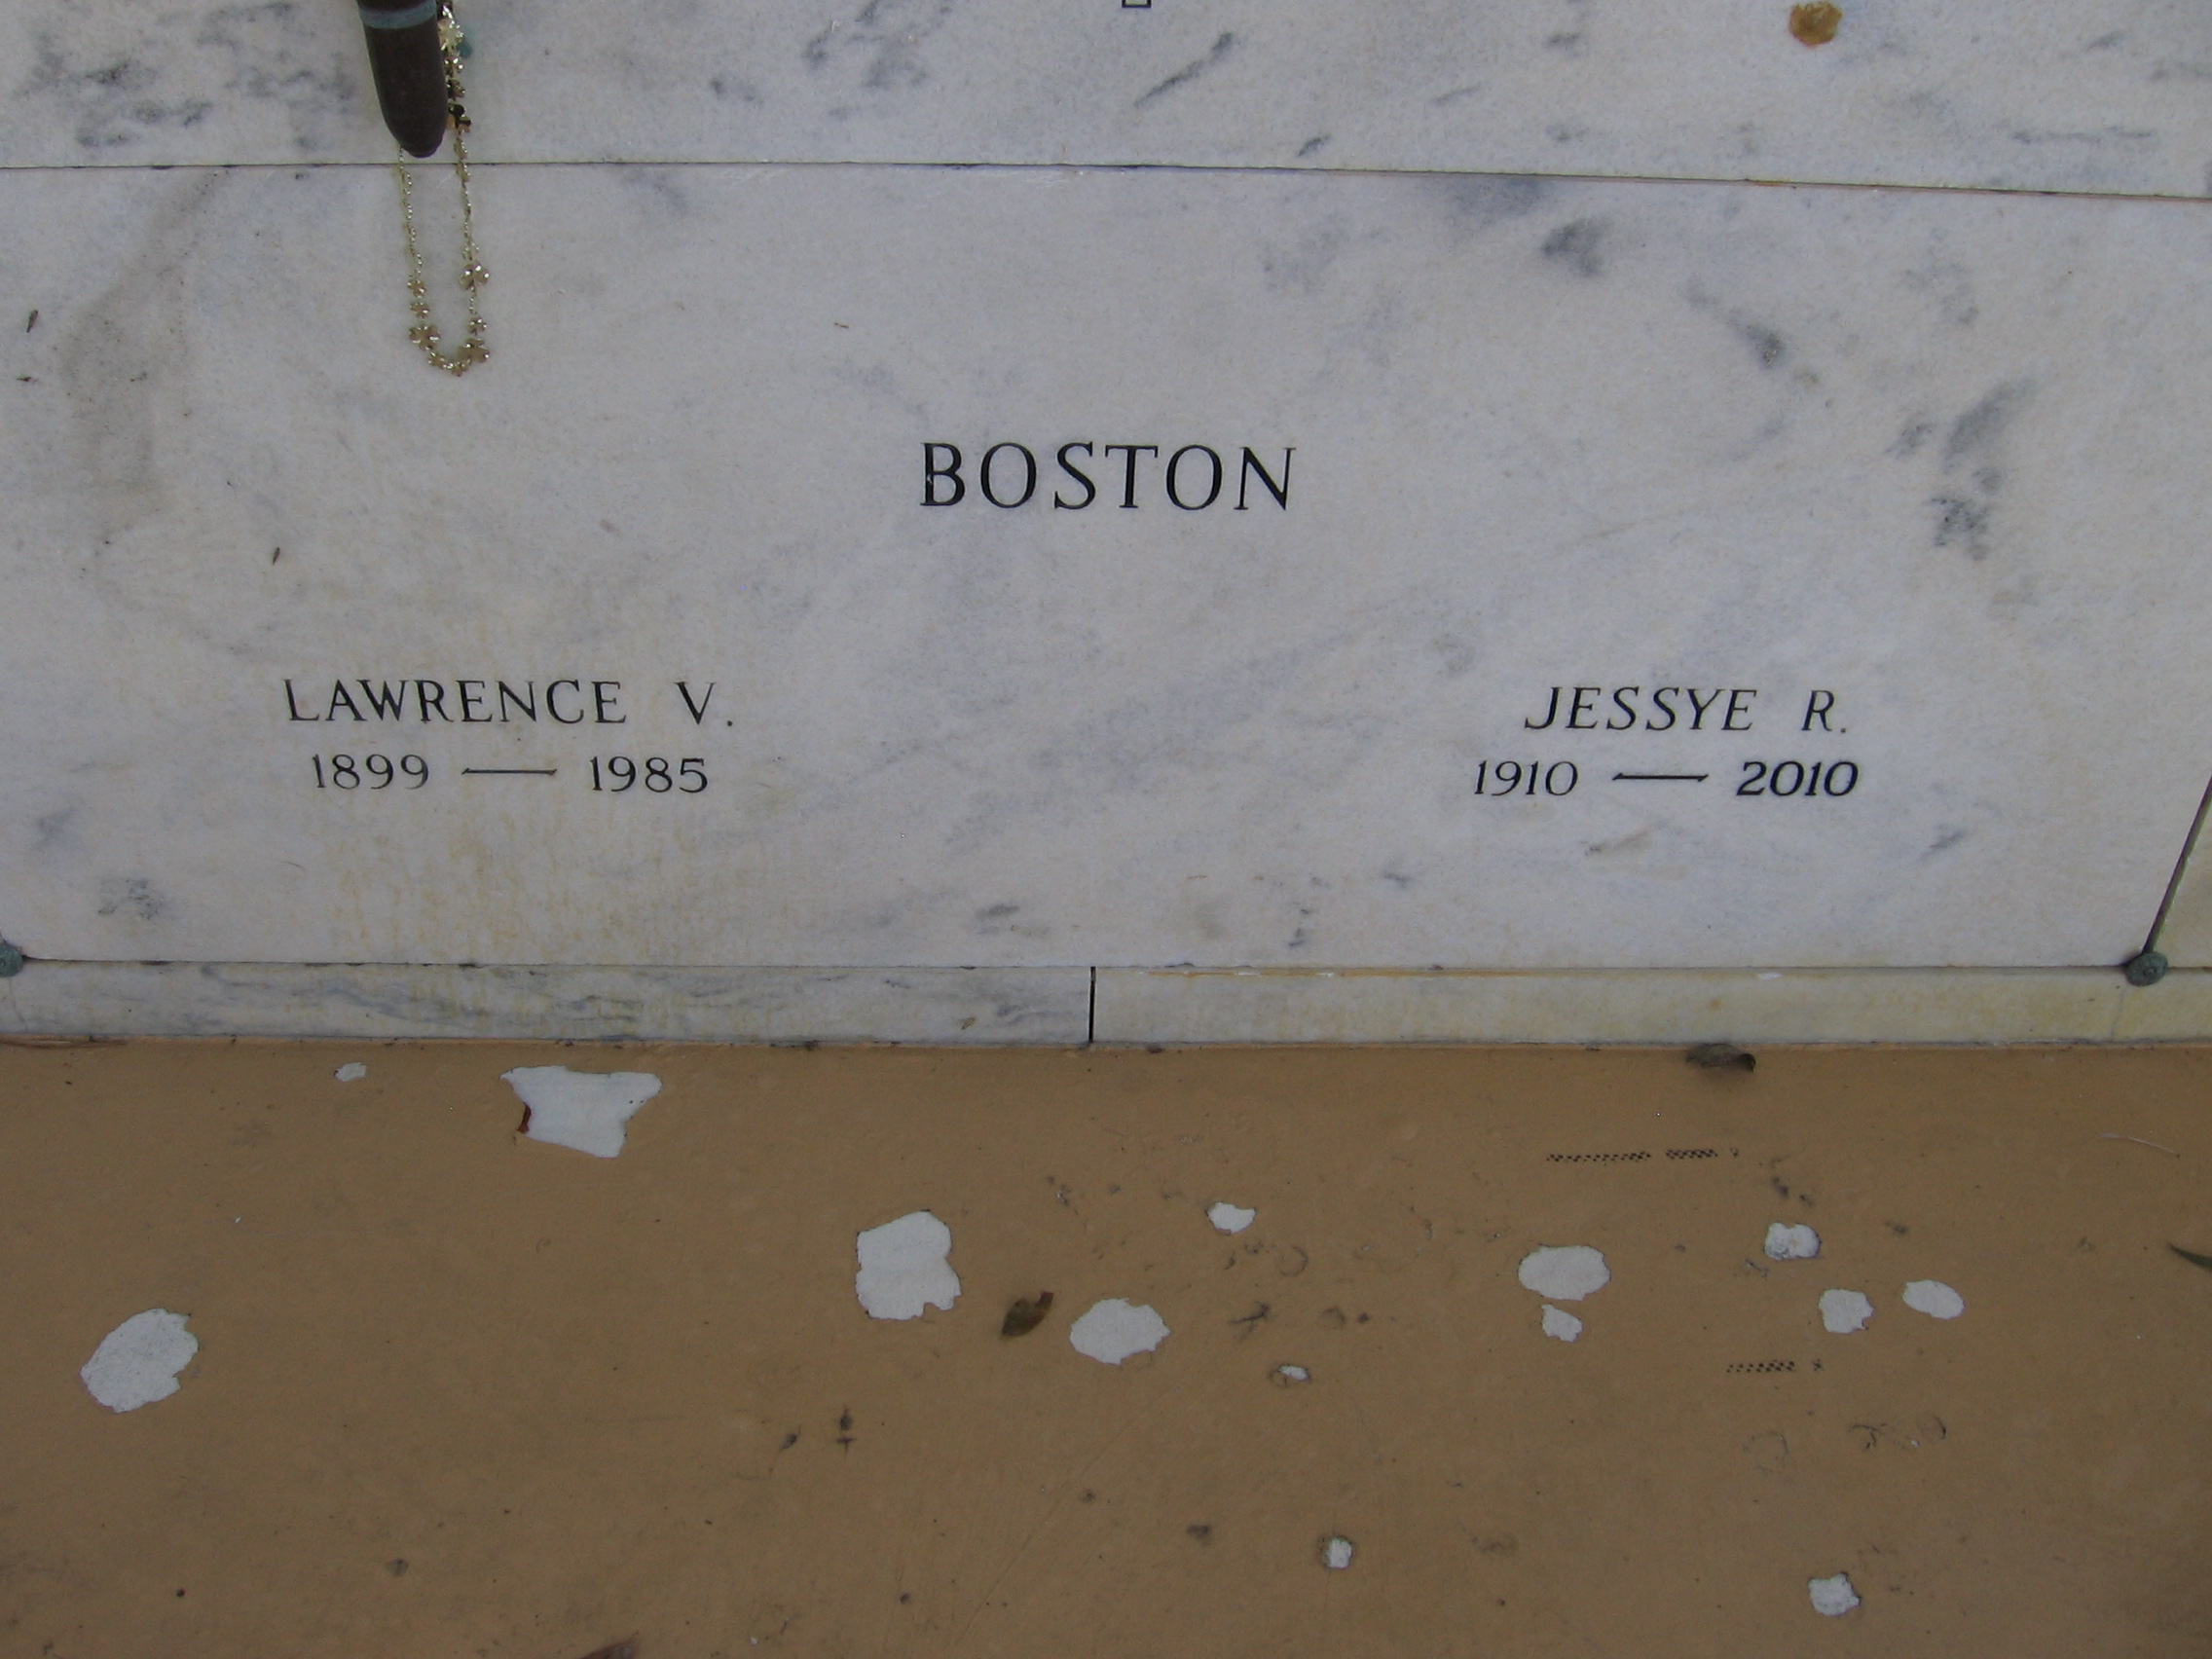 BOSTON
LAWRENCE V.
1899 — 1985
JESSYE R.
1910 — 2010